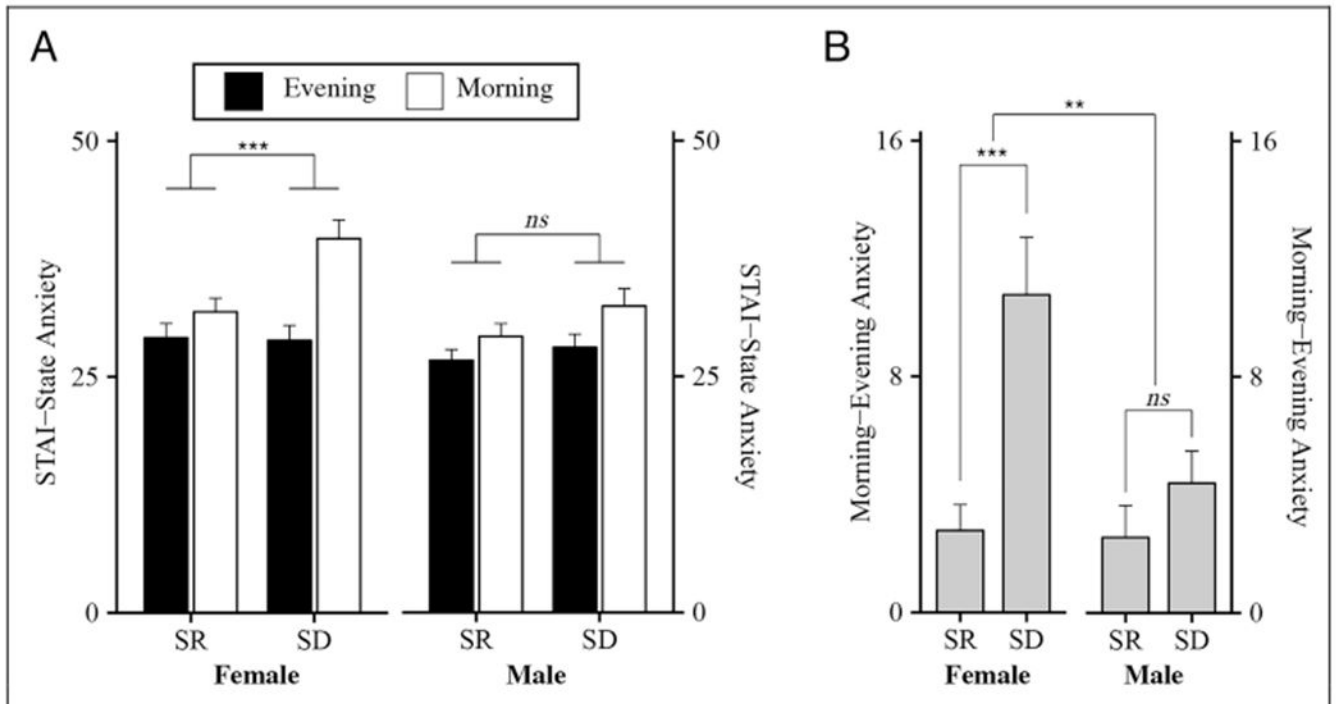 A
Evening
Morning
STAI–State Anxiety
50
25
0
***
ns
SR
SD
Female
SR
SD
Male
50
25
0
STAI–State Anxiety
B
Morning–Evening Anxiety
16
8
0
***
**
ns
SR
SD
Female
SR
SD
Male
16
8
0
Morning–Evening Anxiety